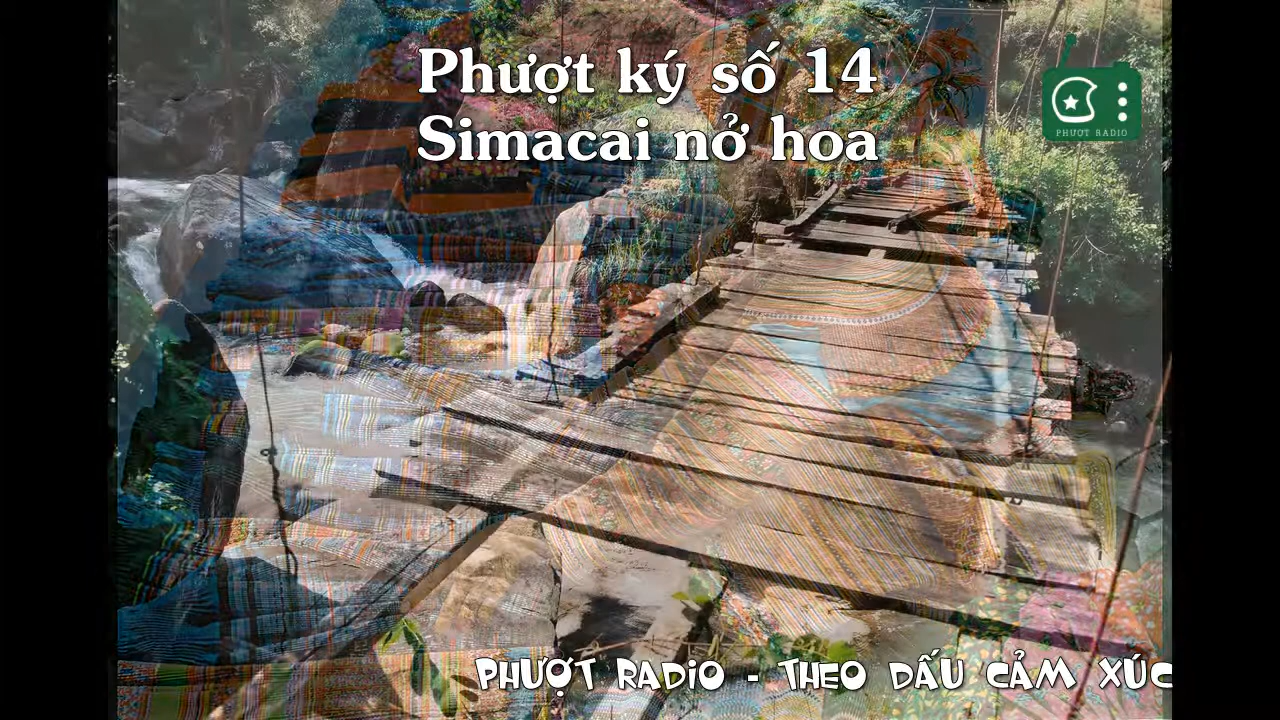 Phượt ký số 14
Simacai nở hoa
PHƯỢT RADIO
PHƯỢT RADIO - THEO DẤU CẢM XÚC